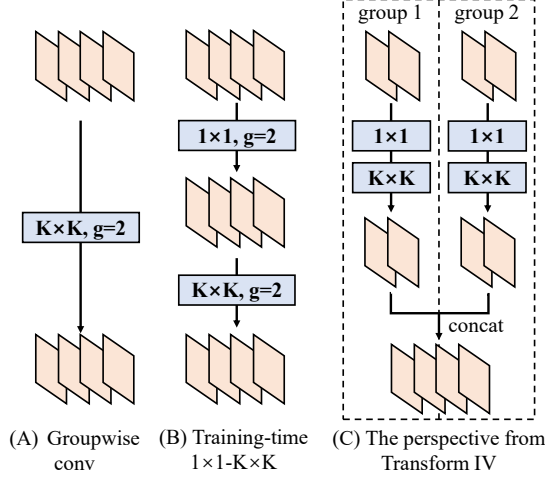 group 1
group 2
1×1
1×1
K×K
K×K
1×1, g=2
K×K, g=2
K×K, g=2
concat
(A) Groupwise
conv
(B) Training-time
1×1-K×K
(C) The perspective from
Transform IV